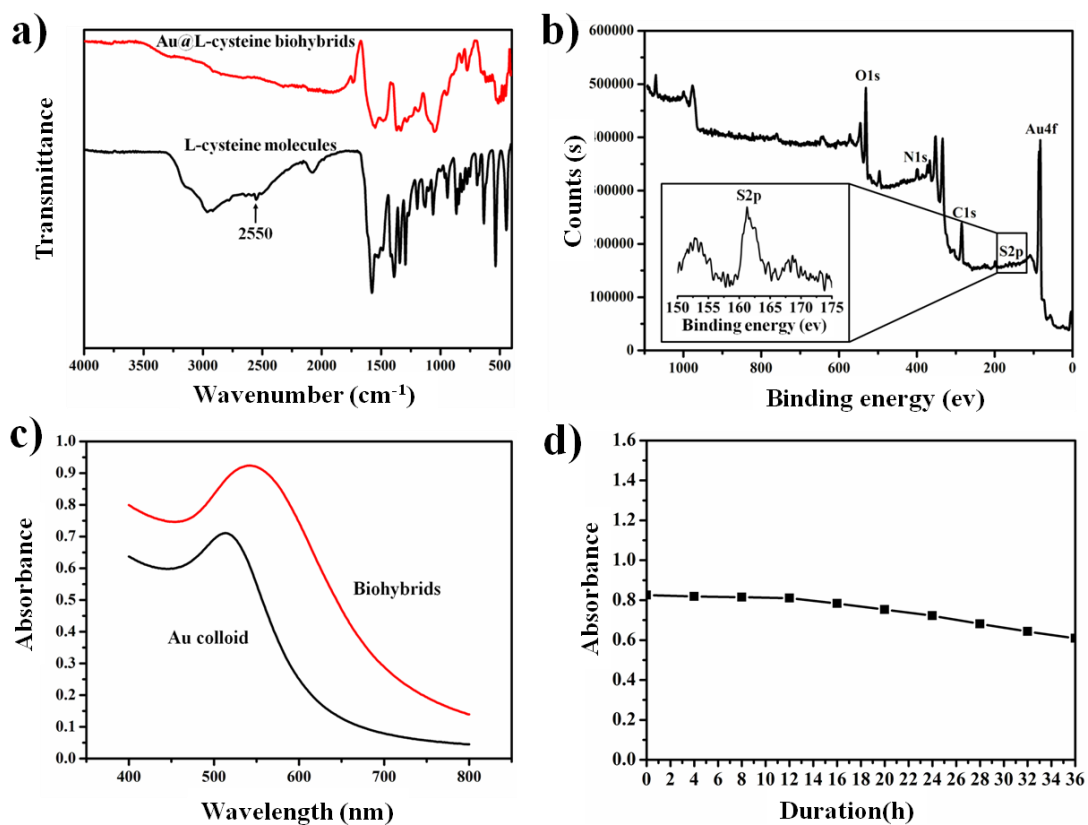 a)
Au@L-cysteine biohybrids
L-cysteine molecules
2550
Transmittance
4000 3500 3000 2500 2000 1500 1000 500
Wavenumber (cm-1)
b)
600000
500000
400000
300000
200000
100000
0
Counts (s)
O1s
N1s
C1s
S2p
Au4f
S2p
150 155 160 165 170 175
Binding energy (ev)
1000 800 600 400 200 0
Binding energy (ev)
c)
1.0
0.9
0.8
0.7
0.6
0.5
0.4
0.3
0.2
0.1
0.0
Absorbance
Biohybrids
Au colloid
400 500 600 700 800
Wavelength (nm)
d)
1.6
1.4
1.2
1.0
0.8
0.6
0.4
0.2
0.0
Absorbance
0 2 4 6 8 10 12 14 16 18 20 22 24 26 28 30 32 34 36
Duration(h)